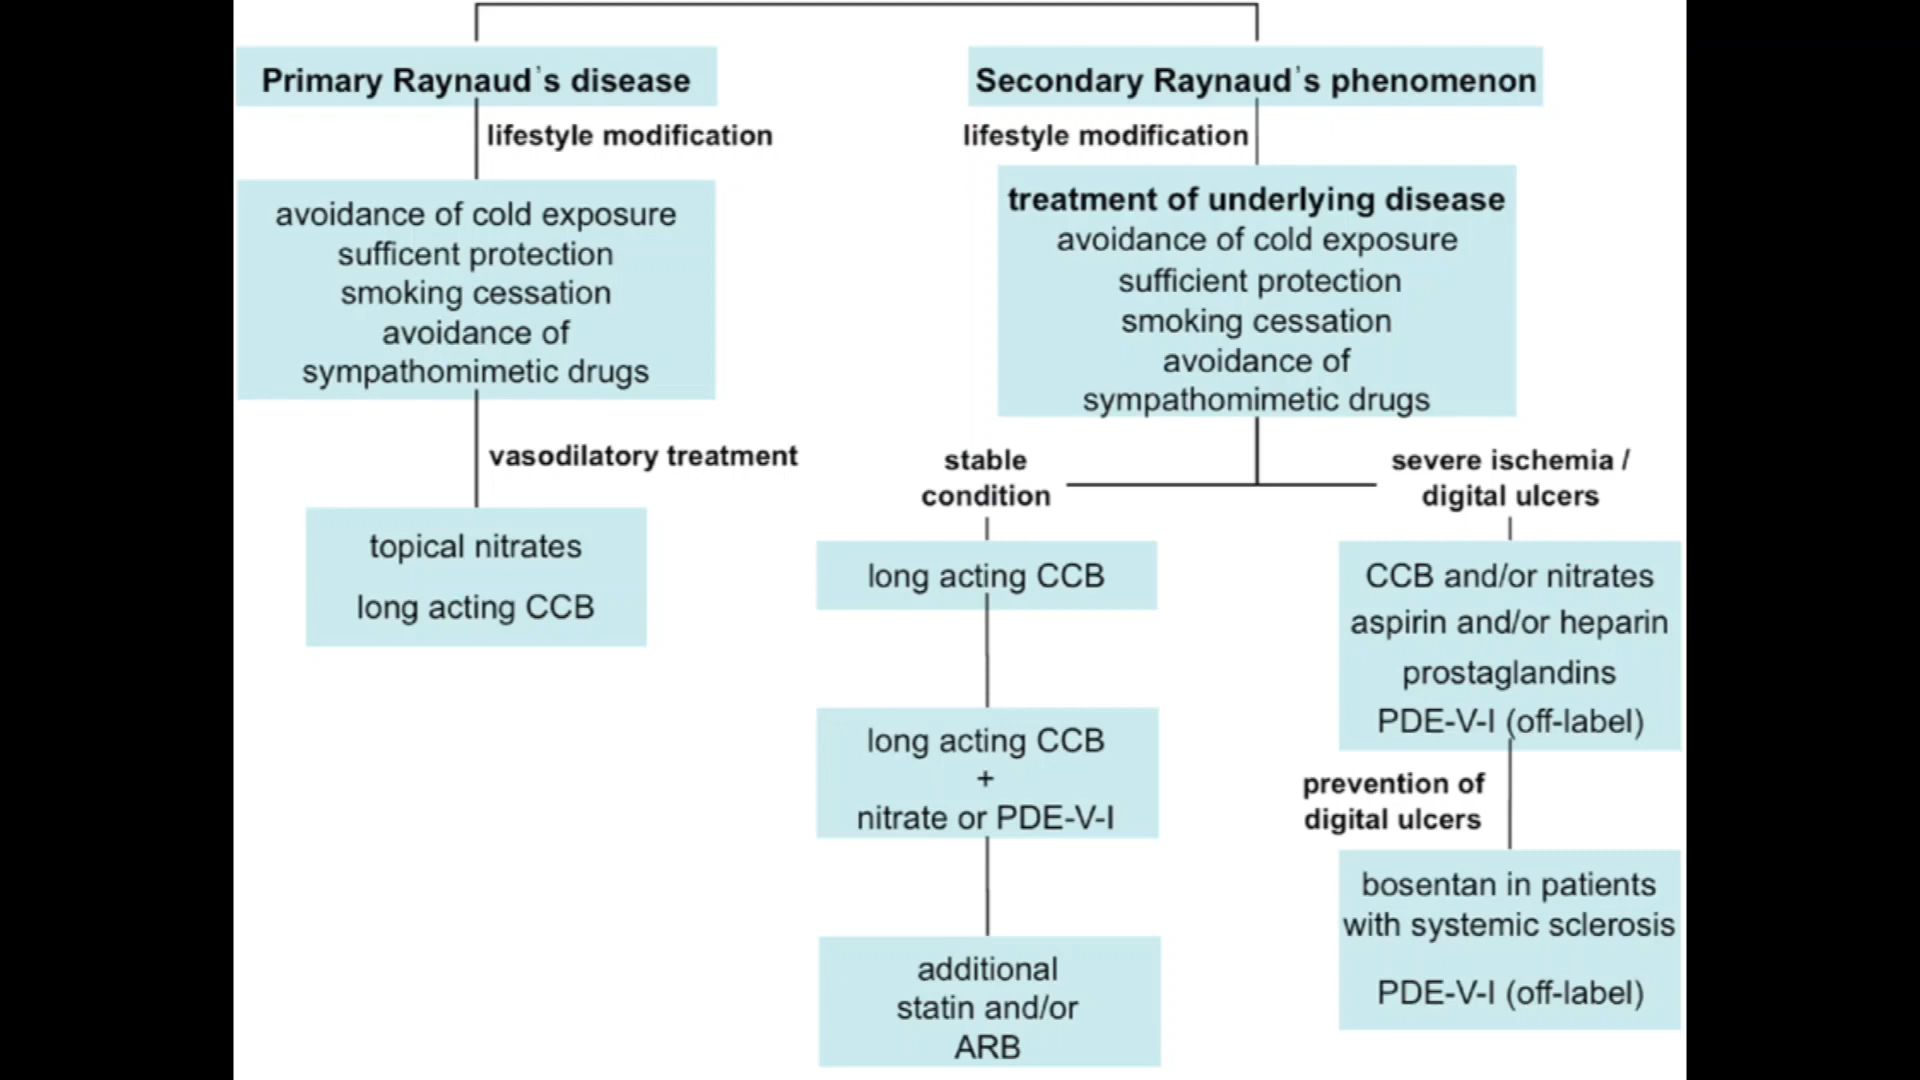 Primary Raynaud's disease
lifestyle modification
avoidance of cold exposure
sufficent protection
smoking cessation
avoidance of
sympathomimetic drugs
vasodilatory treatment
topical nitrates
long acting CCB
Secondary Raynaud's phenomenon
lifestyle modification
treatment of underlying disease
avoidance of cold exposure
sufficient protection
smoking cessation
avoidance of
sympathomimetic drugs
stable
condition
long acting CCB
long acting CCB
+
nitrate or PDE-V-I
additional
statin and/or
ARB
severe ischemia /
digital ulcers
CCB and/or nitrates
aspirin and/or heparin
prostaglandins
PDE-V-I (off-label)
prevention of
digital ulcers
bosentan in patients
with systemic sclerosis
PDE-V-I (off-label)